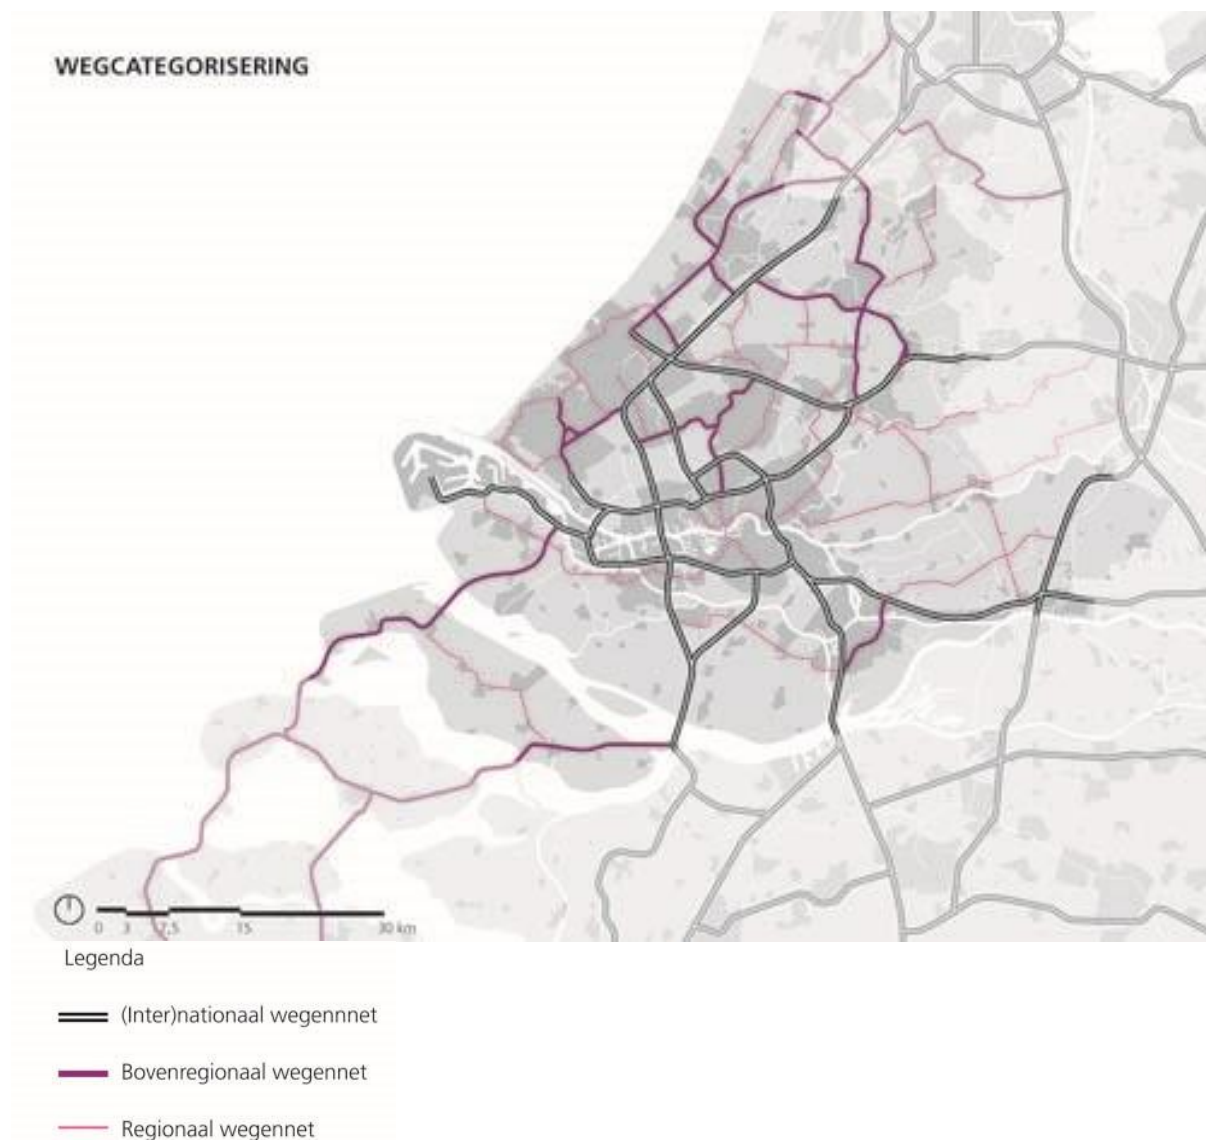 WEGCATEGORISERING
0 3 7,5 15 30 km
Legenda
(Inter)nationaal wegennnet
Bovenregionaal wegennet
Regionaal wegennet